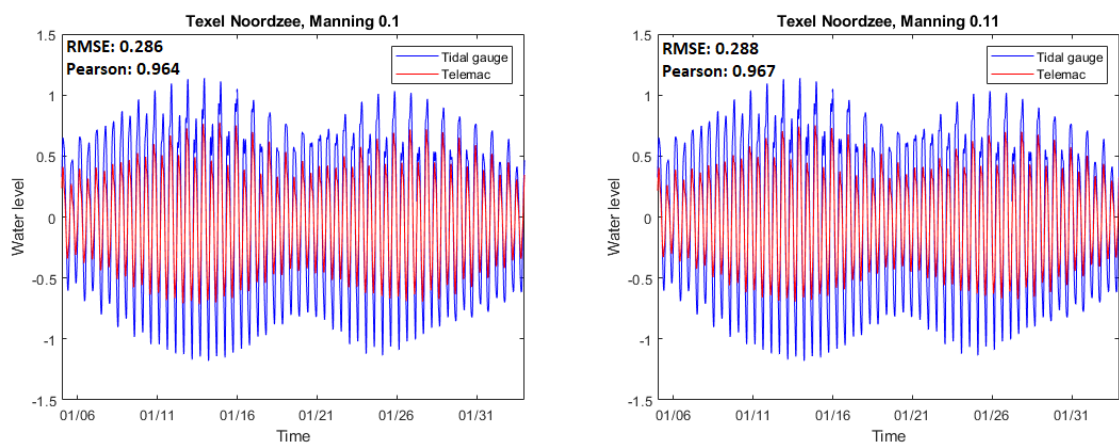 Texel Noordzee, Manning 0.1
RMSE: 0.286
Pearson: 0.964
Tidal gauge
Telemac
1.5
1
0.5
0
-0.5
-1
-1.5
Water level
01/06 01/11 01/16 01/21 01/26 01/31
Time
Texel Noordzee, Manning 0.11
RMSE: 0.288
Pearson: 0.967
Tidal gauge
Telemac
1.5
1
0.5
0
-0.5
-1
-1.5
Water level
01/06 01/11 01/16 01/21 01/26 01/31
Time